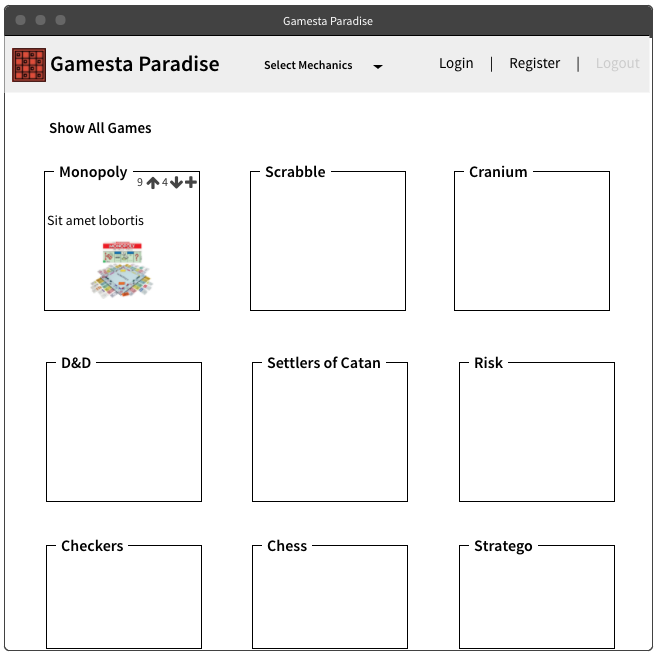 Gamesta Paradise
Gamesta Paradise
Select Mechanics
Login | Register | Logout
Show All Games
Monopoly
9 4
Sit amet lobortis
MONOPOLY
Scrabble
Cranium
D&D
Settlers of Catan
Risk
Checkers
Chess
Stratego